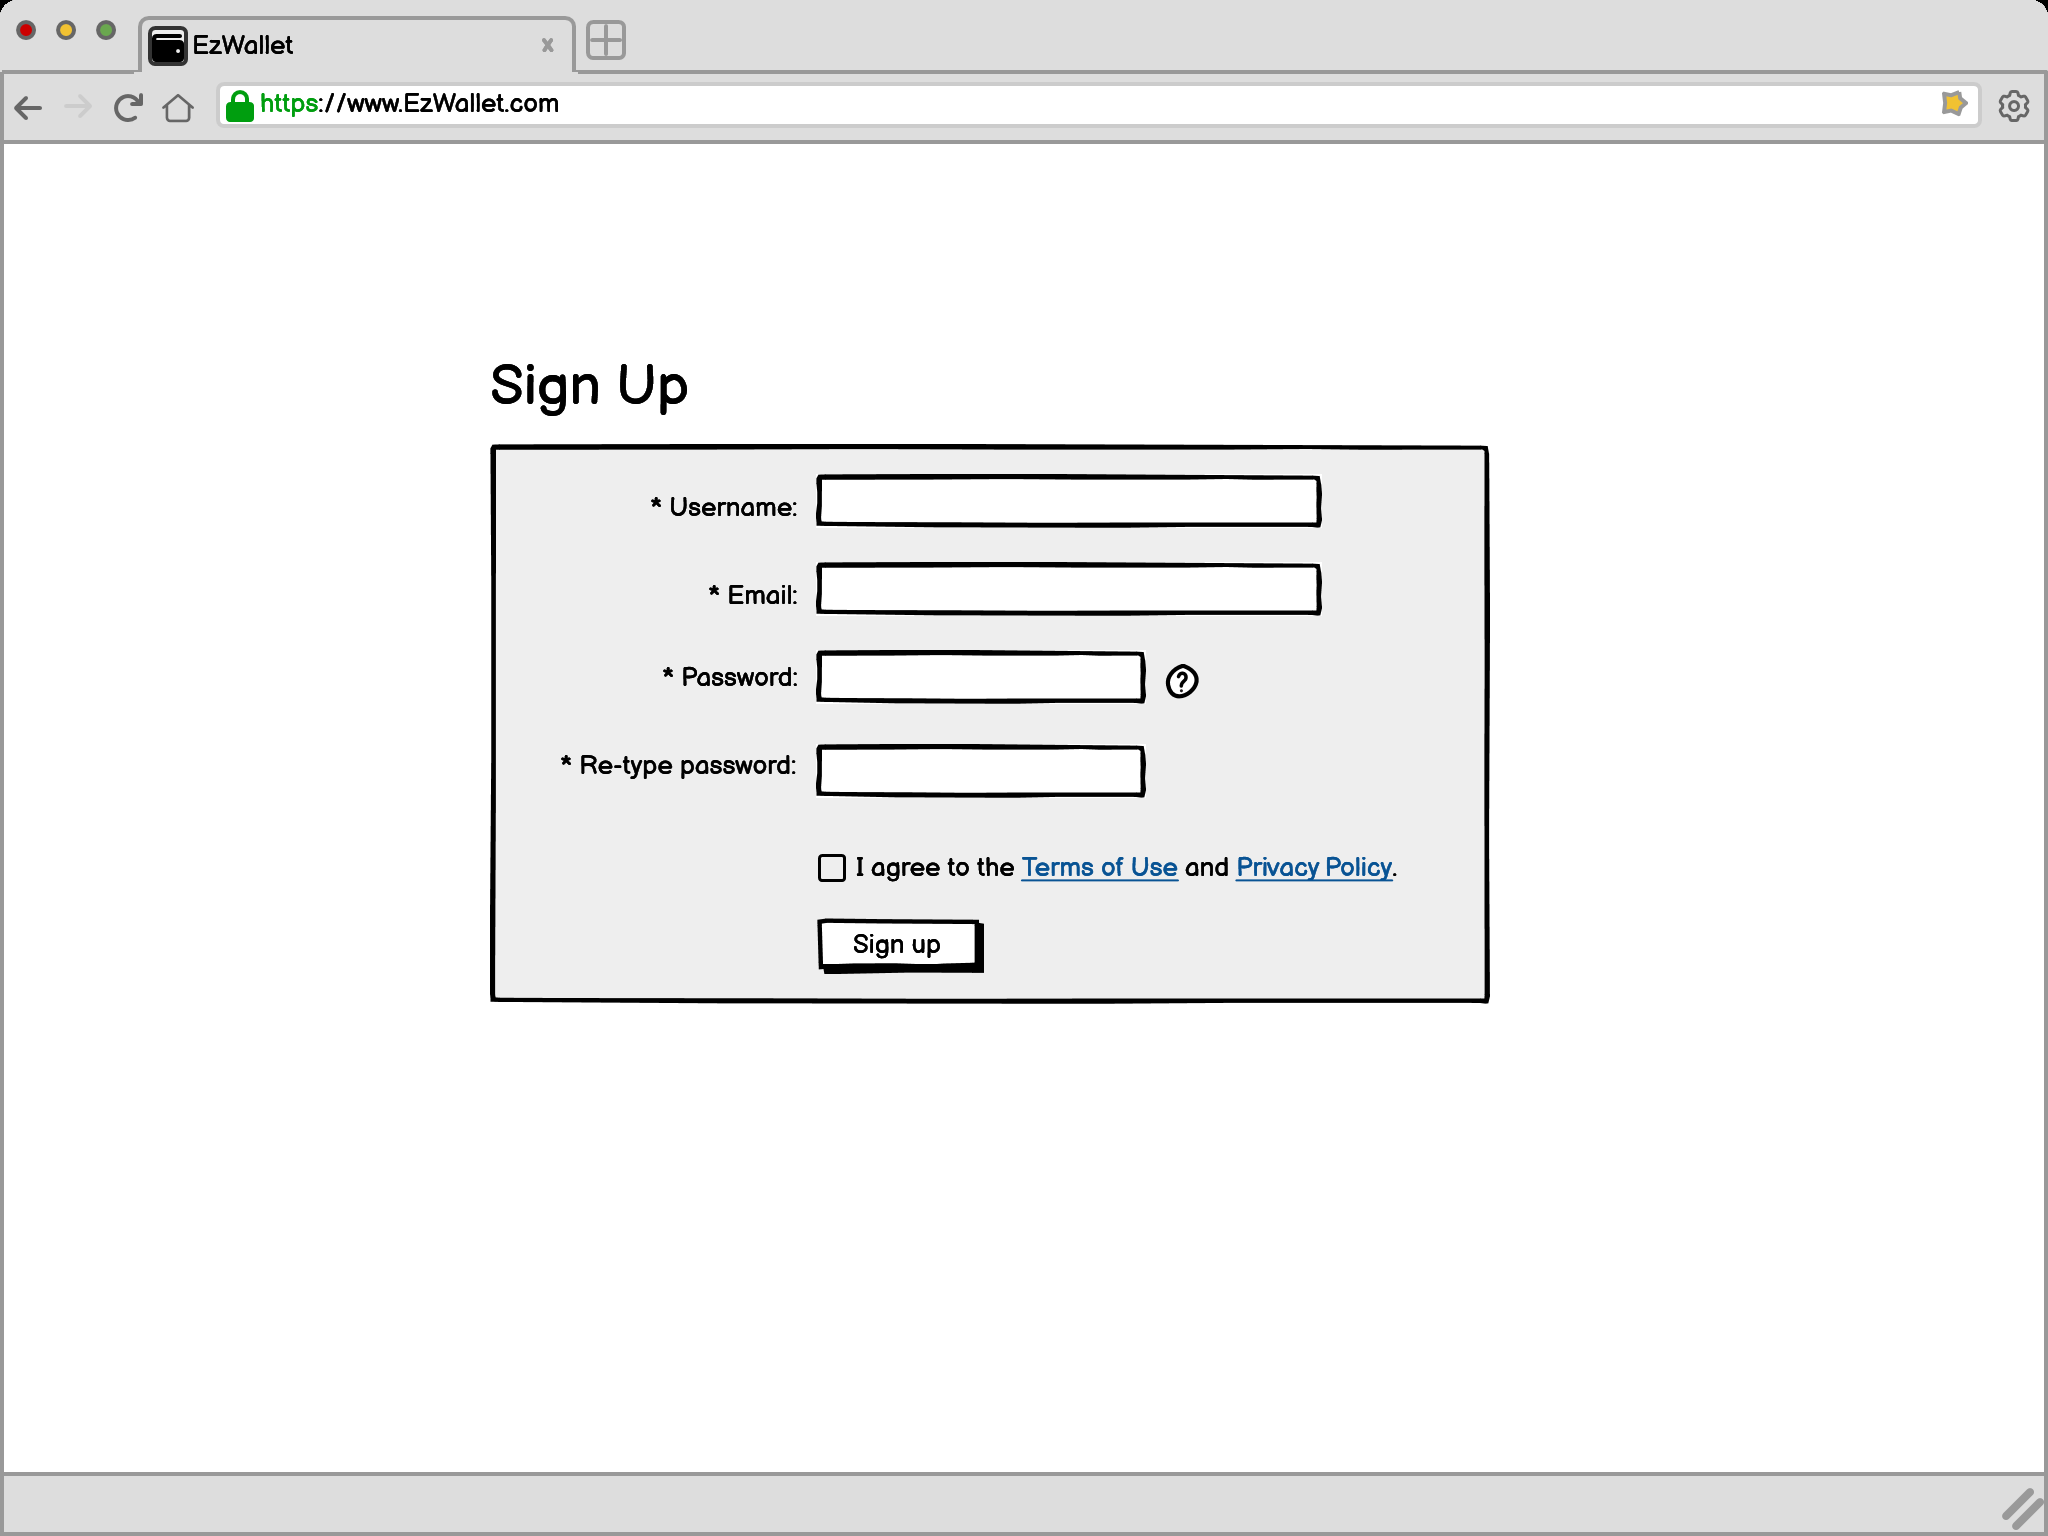 EzWallet
https://www.EzWallet.com
Sign Up
* Username:
* Email:
* Password:
* Re-type password:
I agree to the Terms of Use and Privacy Policy.
Sign up